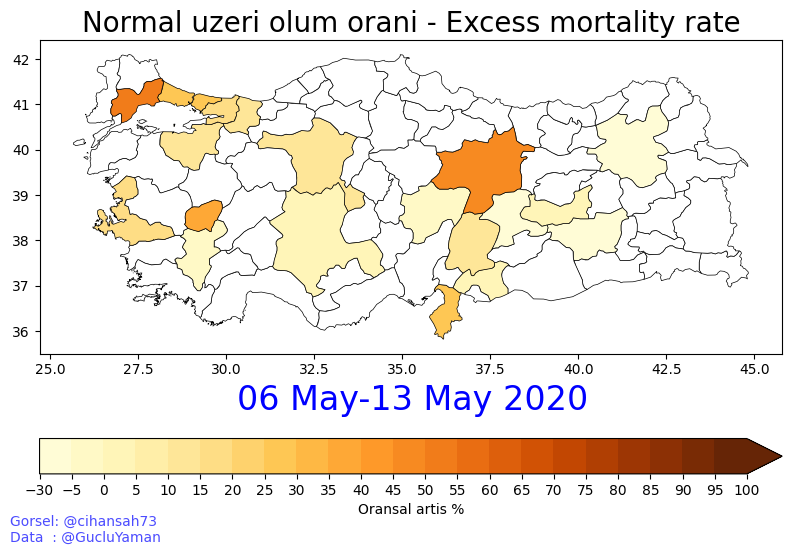 Normal uzeri olum orani - Excess mortality rate
42
41
40
39
38
37
36
25.0 27.5 30.0 32.5 35.0 37.5 40.0 42.5 45.0
06 May-13 May 2020
−30 −5 0 5 10 15 20 25 30 35 40 45 50 55 60 65 70 75 80 85 90 95 100
Oransal artis %
Gorsel: @cihansah73
Data : @GucluYaman